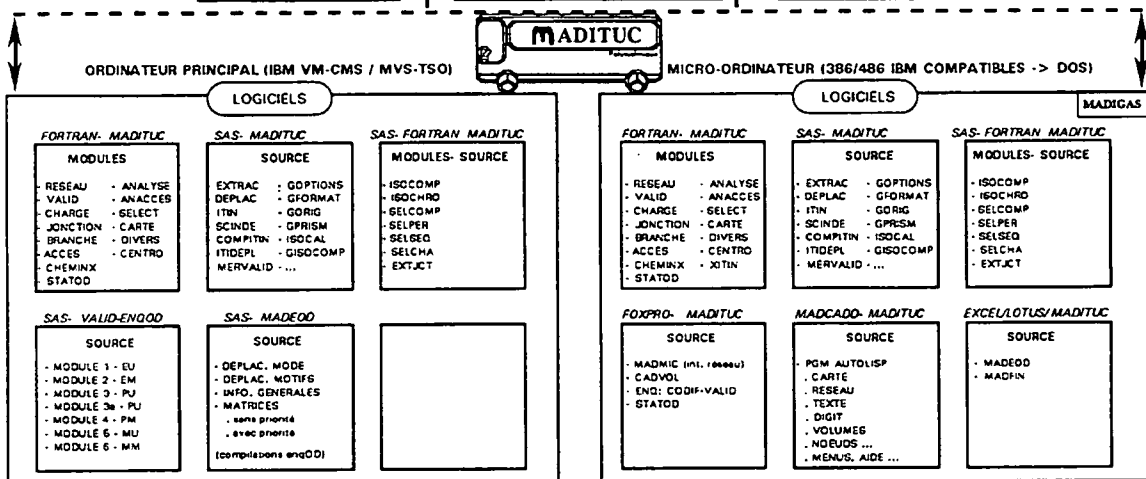 MADITUC
ORDINATEUR PRINCIPAL (IBM VM-CMS / MVS-TSO)
MICRO-ORDINATEUR (386/486 IBM COMPATIBLES -> DOS)
LOGICIELS
FORTRAN- MADITUC
MODULES
- RESEAU - ANALYSE
- VALID - ANACCES
- CHARGE - SELECT
- JONCTION - CARTE
- BRANCHE - DIVERS
- ACCES - CENTRO
- CHEMINX
- STATOD
SAS- MADITUC
SOURCE
EXTRAC - GOPTIONS
DEPLAC - GFORMAT
ITIN - GORIG
SCINDE - GPRISM
COMPITIN - ISOCAL
ITIDEPL - GISOCOMP
MERVALID - ...
SAS-FORTRAN MADITUC
MODULES- SOURCE
- ISOCOMP
- ISOCHRO
- SELCOMP
- SELPER
- SELSEQ
- SELCHA
- EXTJCT
SAS- VALID-ENQOD
SOURCE
- MODULE 1 - EU
- MODULE 2 - EM
- MODULE 3 - PU
- MODULE 3a - PU
- MODULE 4 - PM
- MODULE 5 - MU
- MODULE 6 - MM
SAS- MADEOD
SOURCE
- DEPLAC. MODE
- DEPLAC. MOTIFS
- INFO. GENERALES
- MATRICES
. sans priorité
. avec priorité
(compilations enqOD)
LOGICIELS
MADIGAS
FORTRAN- MADITUC
MODULES
- RESEAU - ANALYSE
- VALID - ANACCES
- CHARGE - SELECT
- JONCTION - CARTE
- BRANCHE - DIVERS
- ACCES - CENTRO
- CHEMINX - XITIN
- STATOD
SAS- MADITUC
SOURCE
- EXTRAC - GOPTIONS
- DEPLAC - GFORMAT
- ITIN - GORIG
- SCINDE - GPRISM
- COMPITIN - ISOCAL
- ITIDEPL - GISOCOMP
- MERVALID - ...
SAS-FORTRAN MADITUC
MODULES- SOURCE
- ISOCOMP
- ISOCHRO
- SELCOMP
- SELPER
- SELSEQ
- SELCHA
- EXTJCT
FOXPRO- MADITUC
SOURCE
- MADMIC (int. réseau)
- CADVOL
- ENQ: CODIF-VALID
- STATOD
MADCADD- MADITUC
SOURCE
- PGM AUTOLISP
. CARTE
. RESEAU
. TEXTE
. DIGIT
. VOLUMES
. NOEUDS ...
. MENUS, AIDE ...
EXCEL/LOTUS/MADITUC
SOURCE
- MADEOD
- MADFIN